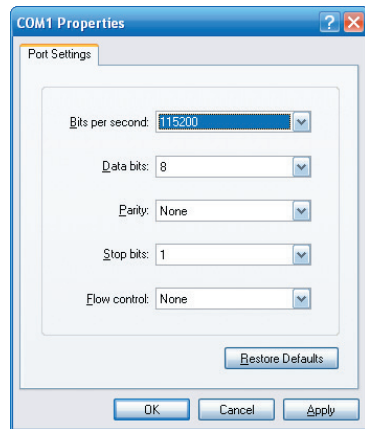 COM1 Properties
Port Settings
Bits per second: 115200
Data bits: 8
Parity: None
Stop bits: 1
Flow control: None
Restore Defaults
OK Cancel Apply